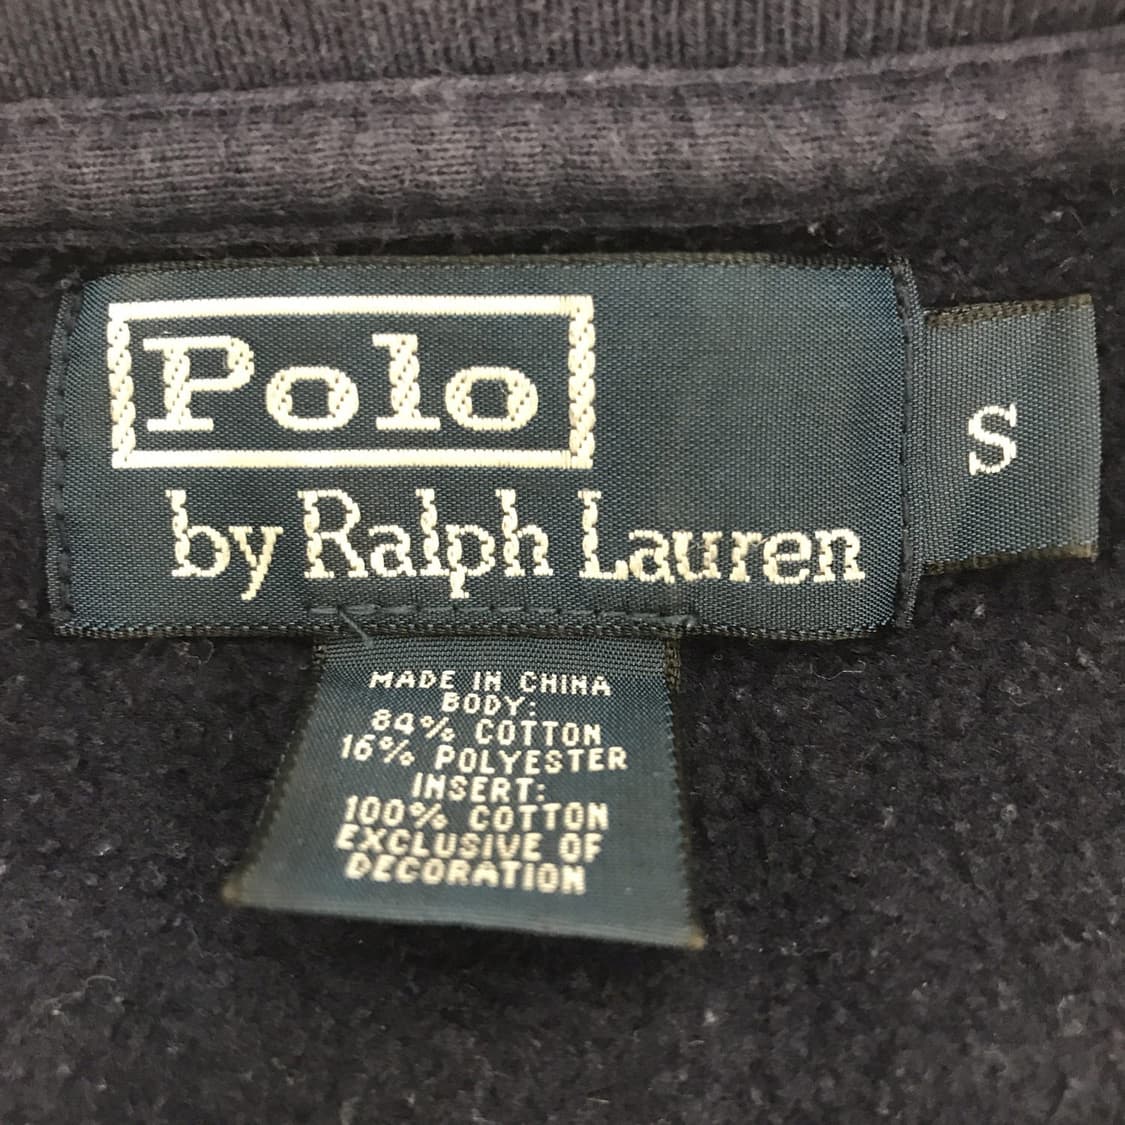 Polo
by Ralph Lauren
S
MADE IN CHINA
BODY:
84% COTTON
16% POLYESTER
INSERT:
100% COTTON
EXCLUSIVE OF
DECORATION